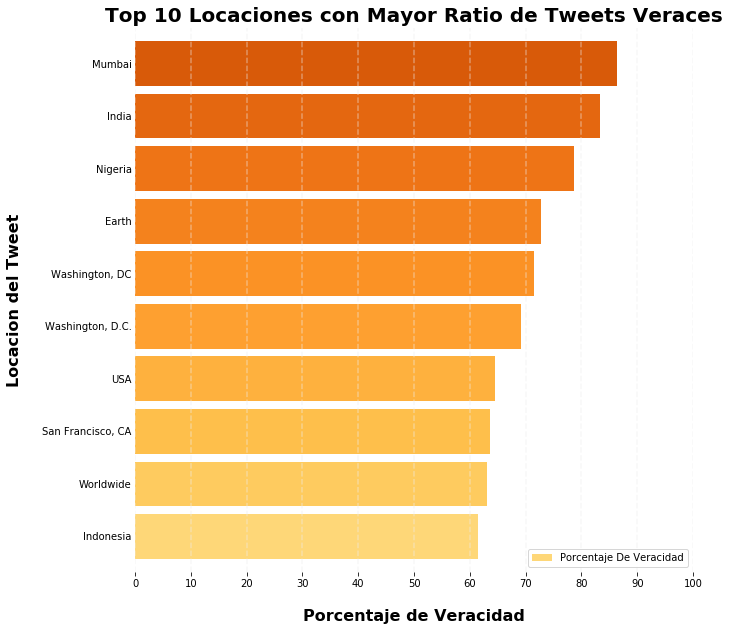 Top 10 Locaciones con Mayor Ratio de Tweets Veraces
Locacion del Tweet
Mumbai
India
Nigeria
Earth
Washington, DC
Washington, D.C.
USA
San Francisco, CA
Worldwide
Indonesia
Porcentaje De Veracidad
0 10 20 30 40 50 60 70 80 90 100
Porcentaje de Veracidad